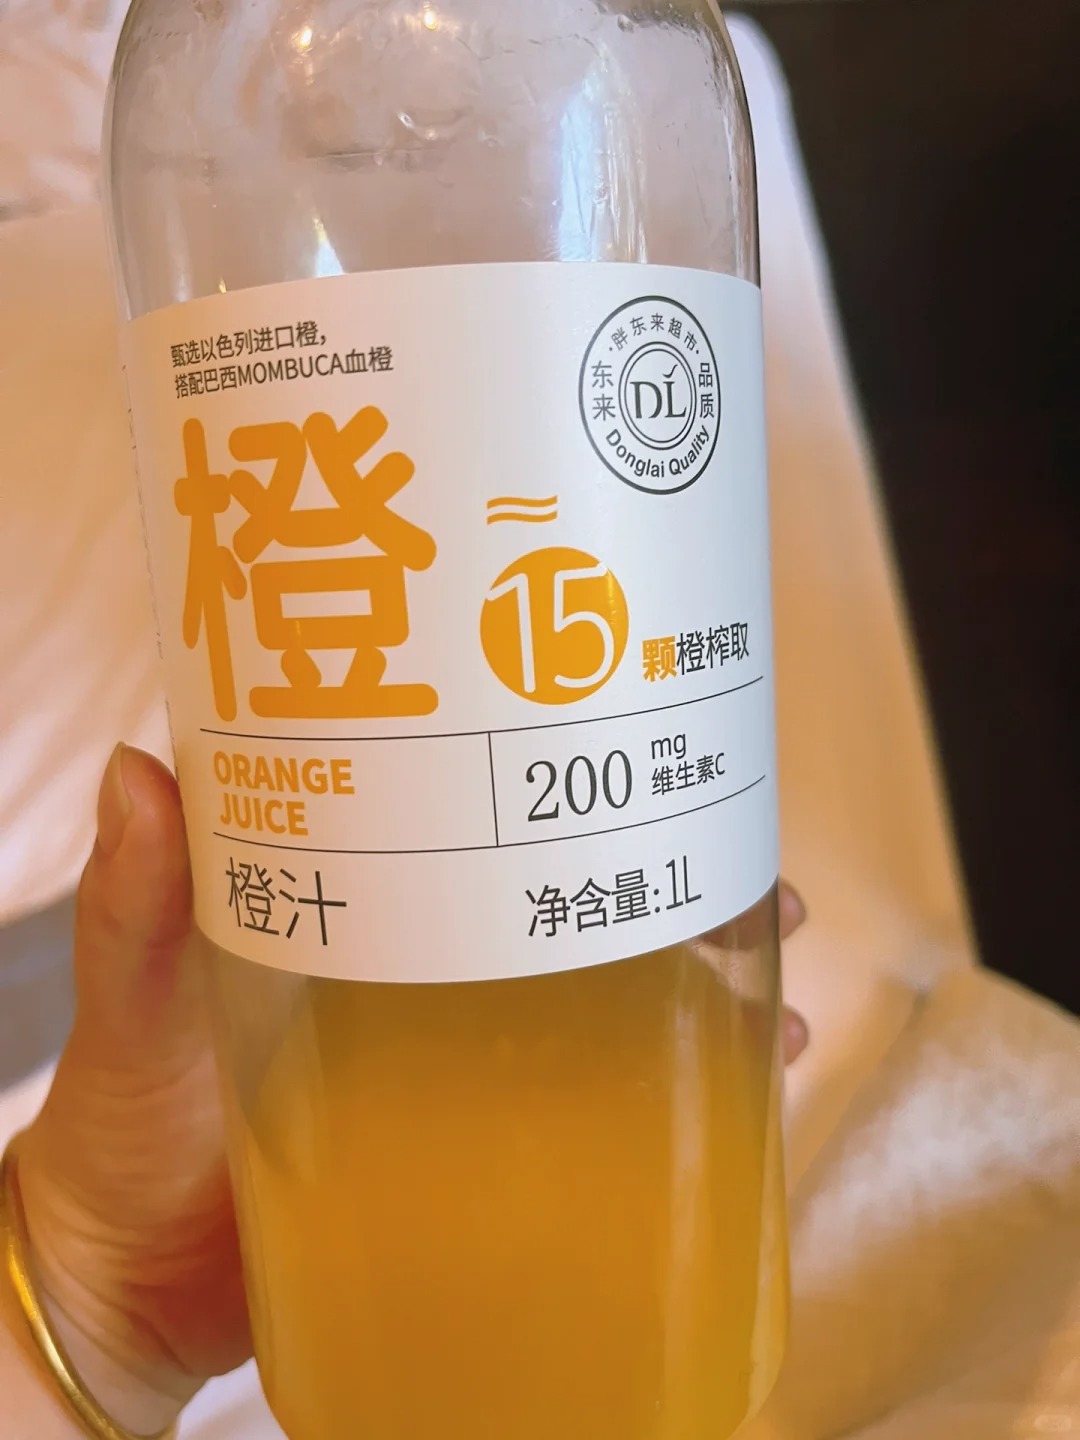 甄选以色列进口橙，
搭配巴西MOMBUCA血橙
·胖东来超市·
东来
DL
品质
Donglai Quality
橙
≈
15
颗橙榨取
ORANGE
JUICE
200
mg
维生素C
橙汁
净含量:1L